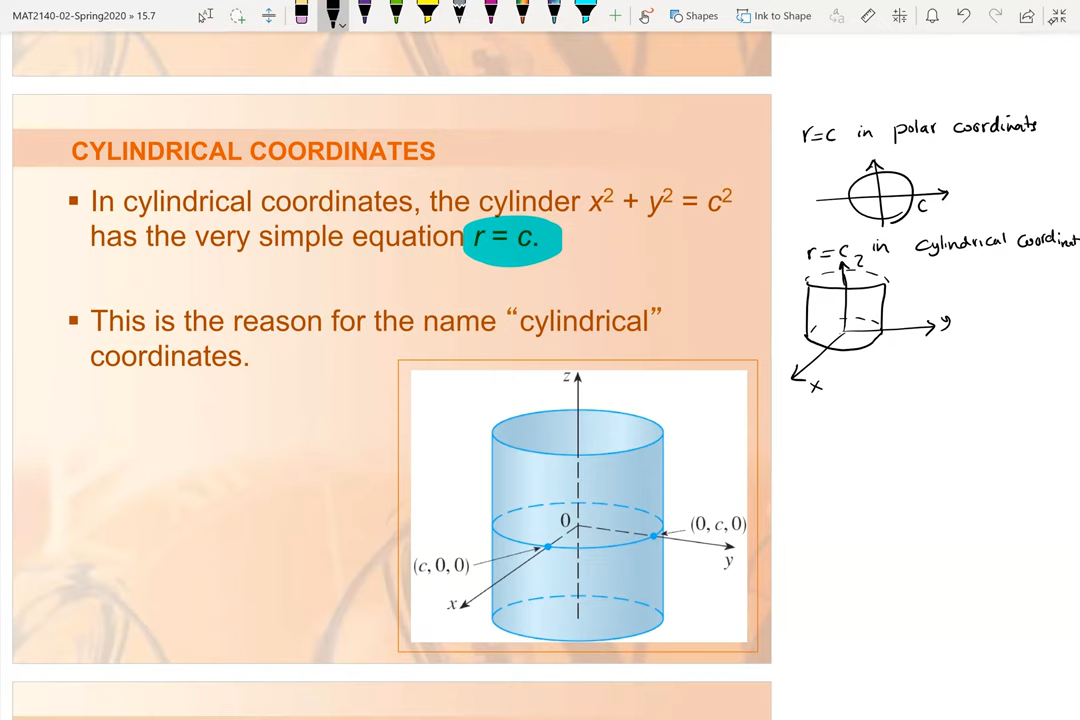 MAT2140-02-Spring2020 » 15.7
Shapes
Ink to Shape
CYLINDRICAL COORDINATES
▪ In cylindrical coordinates, the cylinder x² + y² = c²
has the very simple equation r = c.
▪ This is the reason for the name “cylindrical”
coordinates.
z
0
(0, c, 0)
(c, 0, 0)
y
x
r=c in polar coordinats
c
r=c in cylindrical coordinat
z
y
x